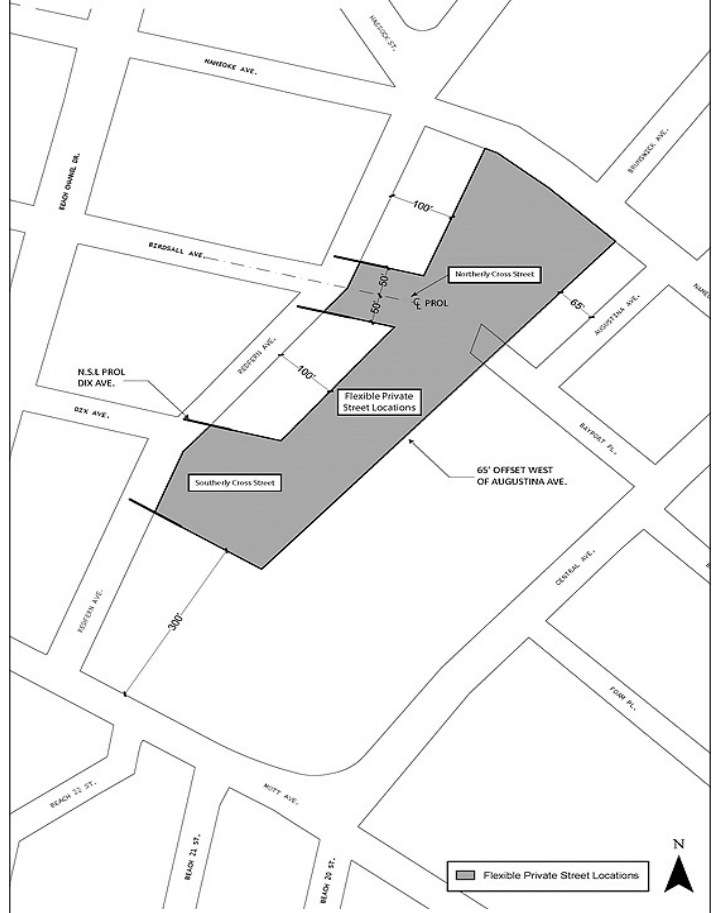 HASSOCK ST.
NAMEOKE AVE.
BRUNSWICK AVE.
BEACH CHANNEL DR.
100'
BIRDSALL AVE.
Northerly Cross Street
50'
50'
CL PROL
65'
AUGUSTINA AVE.
REDFERN AVE.
N.S.L PROL
DIX AVE.
100'
Flexible Private
Street Locations
DIX AVE.
BAYPORT PL.
65' OFFSET WEST
OF AUGUSTINA AVE.
Southerly Cross Street
CENTRAL AVE.
REDFERN AVE.
300'
FOAM PL.
BEACH 22 ST.
MOTT AVE.
BEACH 21 ST.
BEACH 20 ST.
N
Flexible Private Street Locations